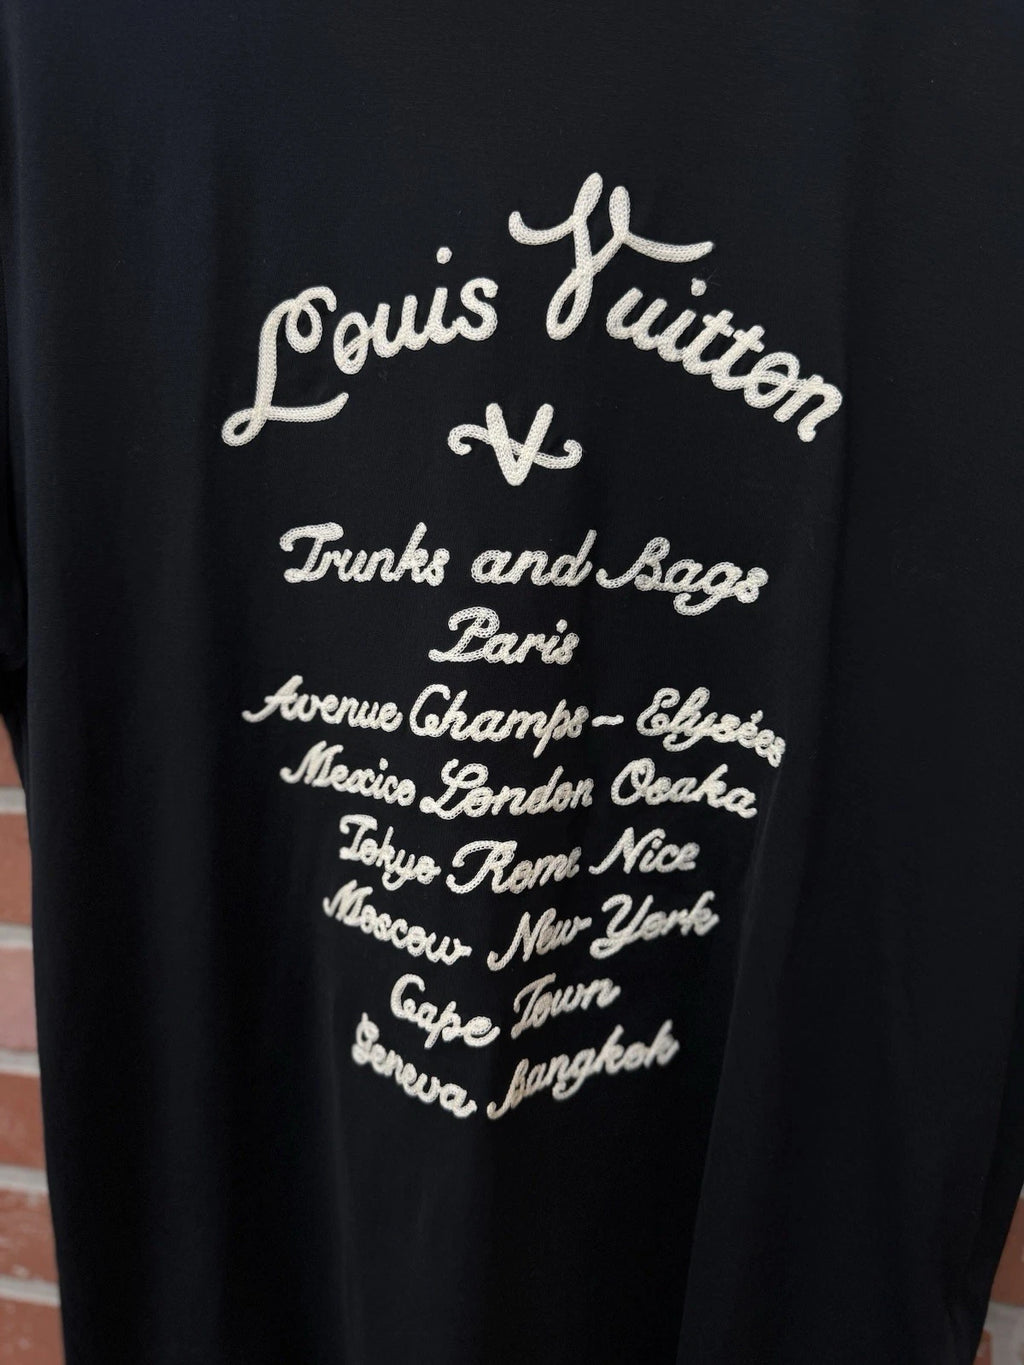 Louis Vuitton
V
Trunks and Bags
Paris
Avenue Champs-Elysées
Mexico London Osaka
Tokyo Rome Nice
Moscow New York
Cape Town
Geneva Bangkok